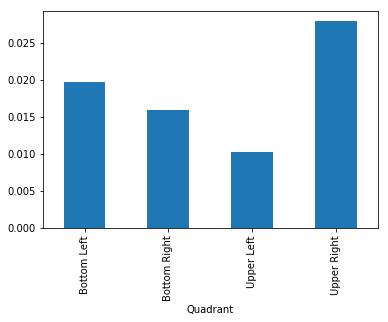 0.025
0.020
0.015
0.010
0.005
0.000
Bottom Left
Bottom Right
Upper Left
Upper Right
Quadrant